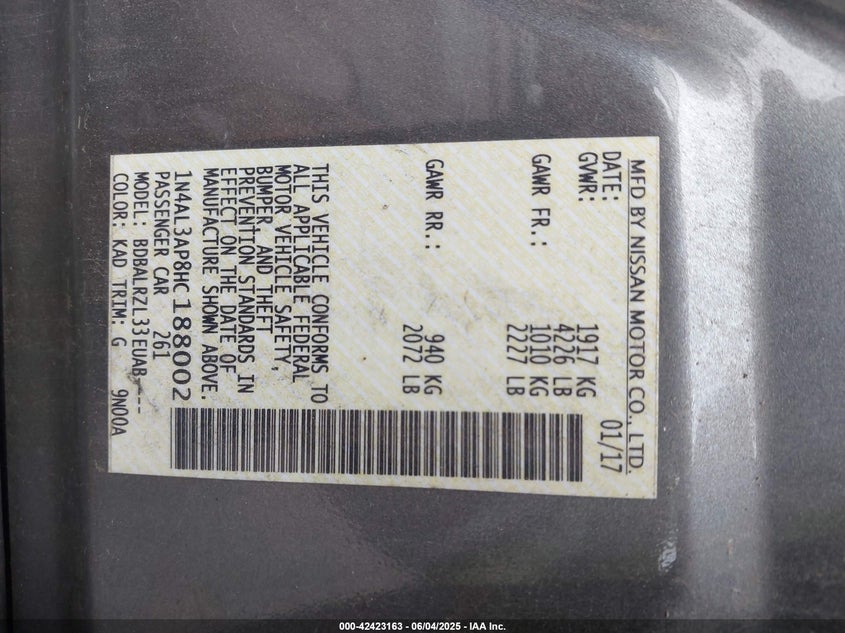 MFD BY NISSAN MOTOR CO., LTD.
DATE: 01/17
GVWR: 1917 KG
4226 LB
GAWR FR.: 1010 KG
2227 LB
GAWR RR.: 940 KG
2072 LB
THIS VEHICLE CONFORMS TO
ALL APPLICABLE FEDERAL
MOTOR VEHICLE SAFETY,
BUMPER, AND THEFT
PREVENTION STANDARDS IN
EFFECT ON THE DATE OF
MANUFACTURE SHOWN ABOVE.
1N4AL3AP8HC188002
PASSENGER CAR 261
MODEL: BDBALRZL33EUAB----
COLOR: KAD TRIM: G 9N00A
000-42423163 - 06/04/2025 - IAA Inc.